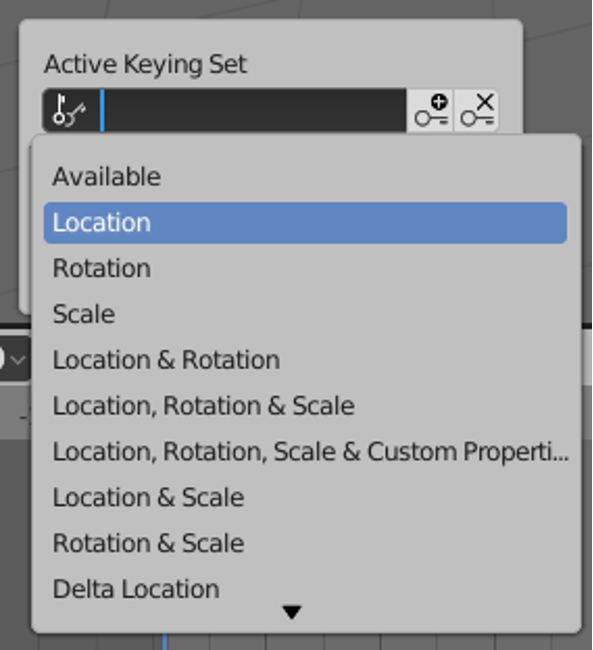 Active Keying Set
Available
Location
Rotation
Scale
Location & Rotation
Location, Rotation & Scale
Location, Rotation, Scale & Custom Properti...
Location & Scale
Rotation & Scale
Delta Location